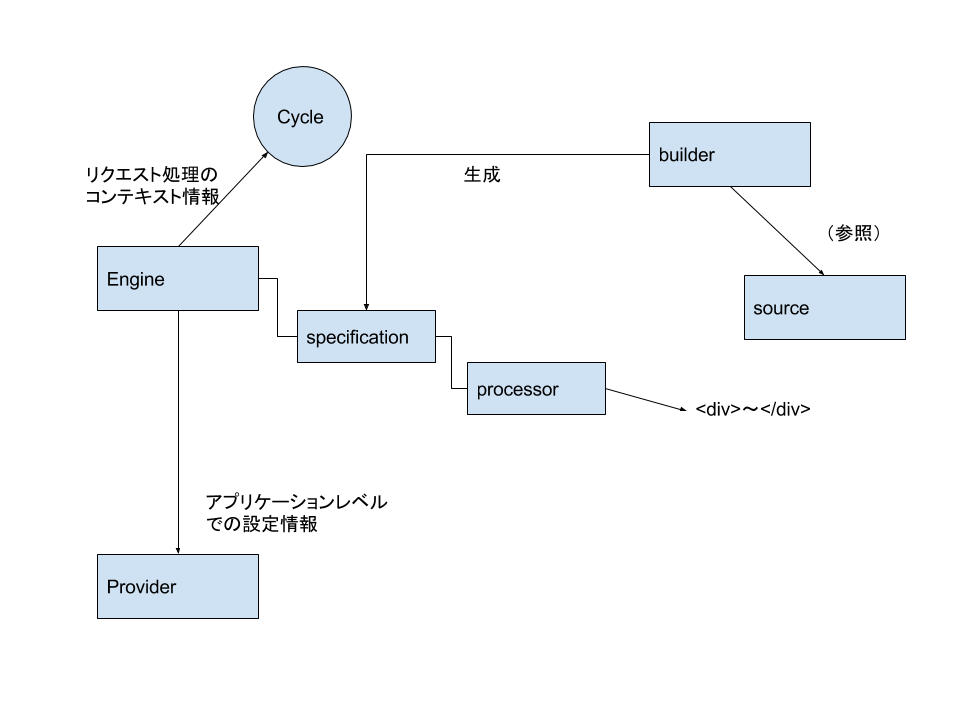 Cycle
builder
リクエスト処理の
コンテキスト情報
生成
（参照）
Engine
source
specification
processor
<div>～</div>
アプリケーションレベル
での設定情報
Provider